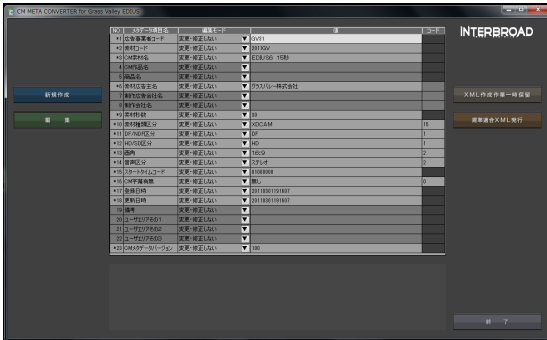 CM META CONVERTER for Grass Valley EDIUS
INTERBROAD
新規作成
編 集
XML作成作業一時保管
規準適合XML発行
終 了
NO メタデータ項目名 編集モード 値 コード
*1 広告事業者コード 変更・修正しない ▼ GV31
*2 素材コード 変更・修正しない ▼ 3X1GV
*3 CM素材名 変更・修正しない ▼ EDIUS6 15秒
4 CM作品名 変更・修正しない ▼
5 商品名 変更・修正しない ▼
*6 素材広告主名 変更・修正しない ▼ グラスバレー株式会社
7 制作広告会社名 変更・修正しない ▼
8 制作会社名 変更・修正しない ▼
*9 素材秒数 変更・修正しない ▼
*10 素材種類区分 変更・修正しない ▼ XDCAM 15
*11 DF/NDF区分 変更・修正しない ▼ DF 1
*12 HD/SD区分 変更・修正しない ▼ HD 1
*13 画角 変更・修正しない ▼ 16:9 2
*14 音声区分 変更・修正しない ▼ ステレオ 2
*15 スタートタイムコード 変更・修正しない ▼ 01000000
*16 CM字幕有無 変更・修正しない ▼ 無し 0
*17 登録日時 変更・修正しない ▼ 20110301191607
*18 更新日時 変更・修正しない ▼ 20110301191607
19 備考 変更・修正しない ▼
20 ユーザエリアその1 変更・修正しない ▼
21 ユーザエリアその2 変更・修正しない ▼
22 ユーザエリアその3 変更・修正しない ▼
*23 CMメタデータバージョン 変更・修正しない ▼ 100